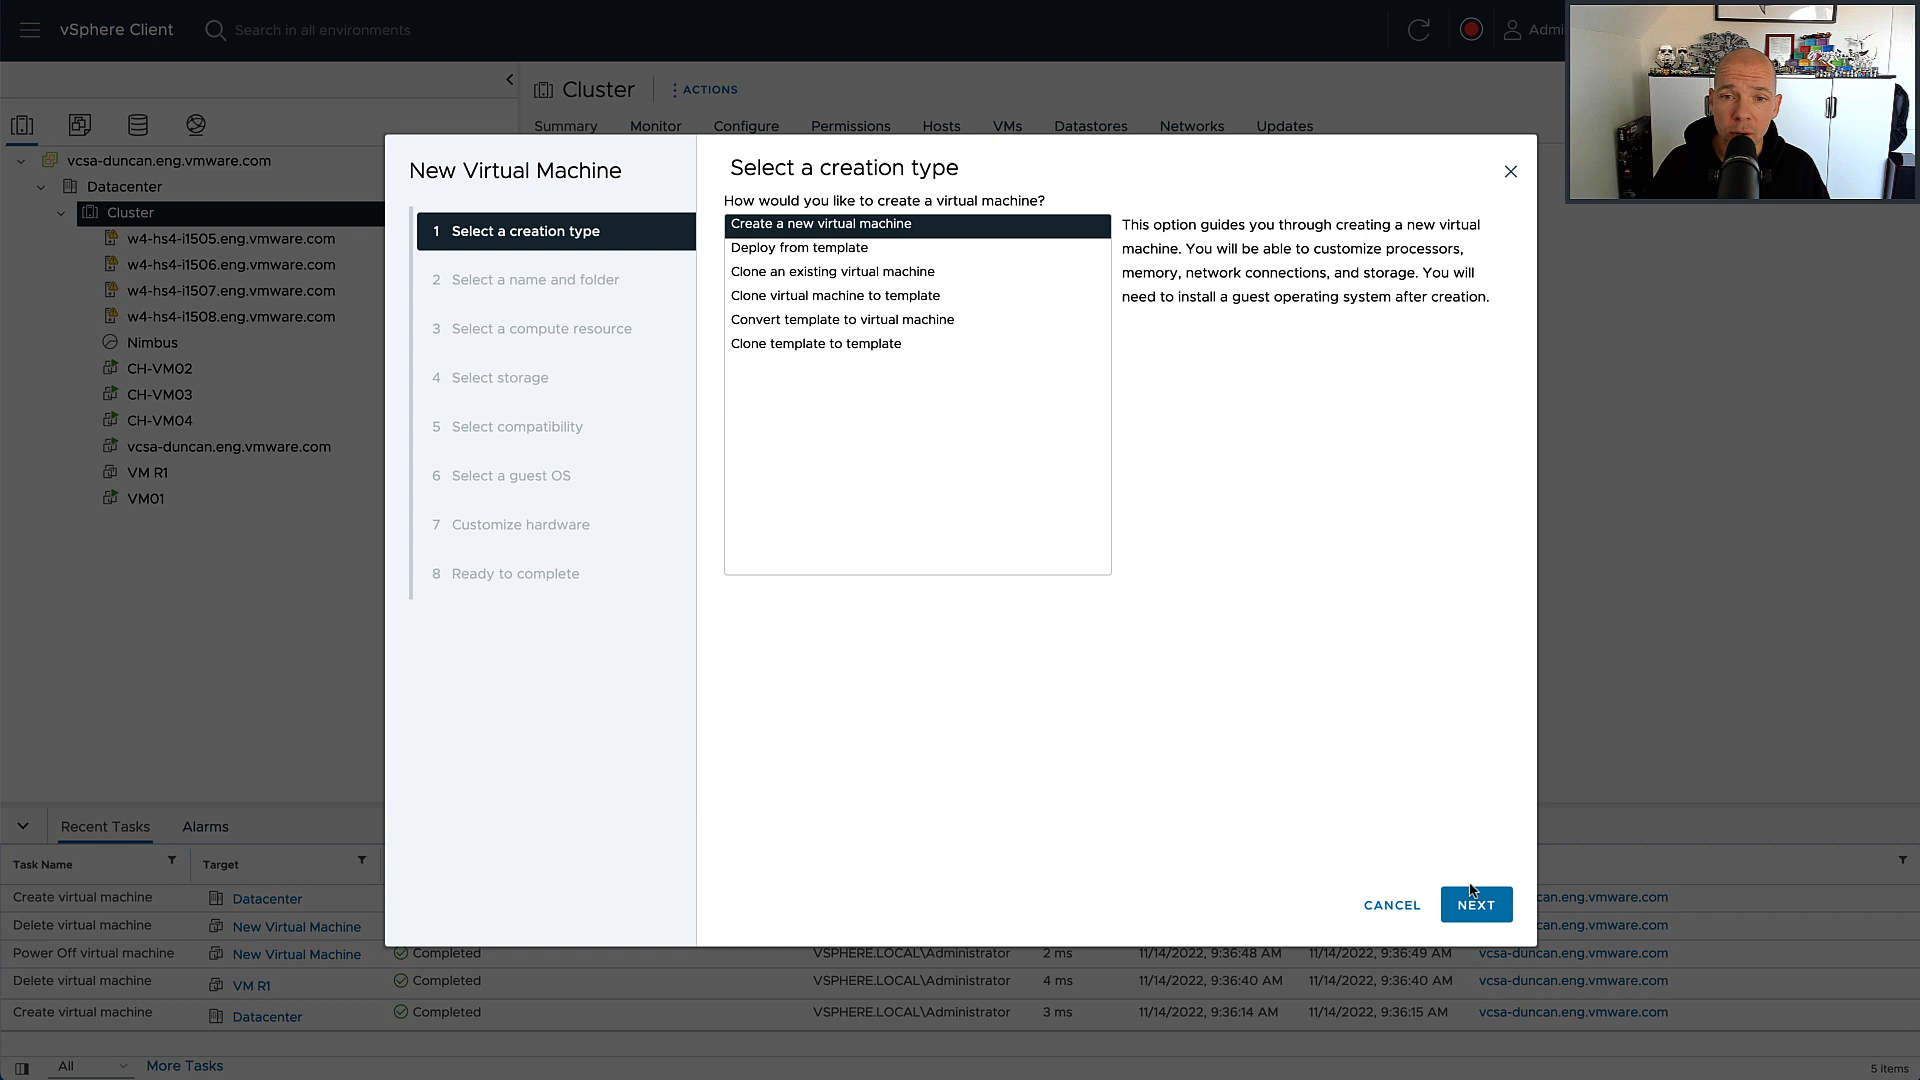 vSphere Client
Search in all environments
Admi
Cluster
ACTIONS
Summary
Monitor
Configure
Permissions
Hosts
VMs
Datastores
Networks
Updates
vcsa-duncan.eng.vmware.com
Datacenter
Cluster
w4-hs4-i1505.eng.vmware.com
w4-hs4-i1506.eng.vmware.com
w4-hs4-i1507.eng.vmware.com
w4-hs4-i1508.eng.vmware.com
Nimbus
CH-VM02
CH-VM03
CH-VM04
vcsa-duncan.eng.vmware.com
VM R1
VM01
New Virtual Machine
1 Select a creation type
2 Select a name and folder
3 Select a compute resource
4 Select storage
5 Select compatibility
6 Select a guest OS
7 Customize hardware
8 Ready to complete
Select a creation type
How would you like to create a virtual machine?
Create a new virtual machine
Deploy from template
Clone an existing virtual machine
Clone virtual machine to template
Convert template to virtual machine
Clone template to template
This option guides you through creating a new virtual
machine. You will be able to customize processors,
memory, network connections, and storage. You will
need to install a guest operating system after creation.
CANCEL
NEXT
Recent Tasks
Alarms
Task Name
Target
Create virtual machine Datacenter can.eng.vmware.com
Delete virtual machine New Virtual Machine can.eng.vmware.com
Power Off virtual machine New Virtual Machine Completed VSPHERE.LOCAL\Administrator 2 ms 11/14/2022, 9:36:48 AM 11/14/2022, 9:36:49 AM vcsa-duncan.eng.vmware.com
Delete virtual machine VM R1 Completed VSPHERE.LOCAL\Administrator 4 ms 11/14/2022, 9:36:40 AM 11/14/2022, 9:36:40 AM vcsa-duncan.eng.vmware.com
Create virtual machine Datacenter Completed VSPHERE.LOCAL\Administrator 3 ms 11/14/2022, 9:36:14 AM 11/14/2022, 9:36:15 AM vcsa-duncan.eng.vmware.com
All
More Tasks
5 items